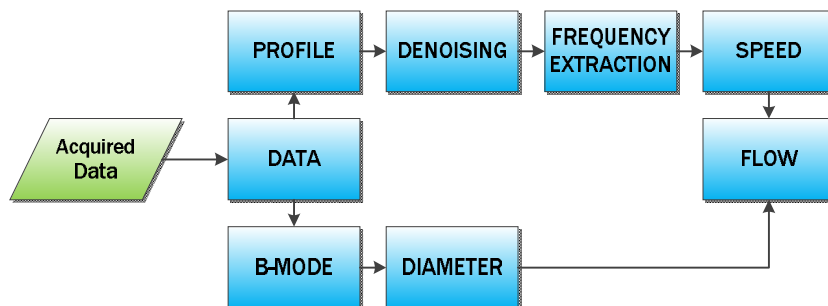 PROFILE
DENOISING
FREQUENCY
EXTRACTION
SPEED
Acquired
Data
DATA
FLOW
B-MODE
DIAMETER